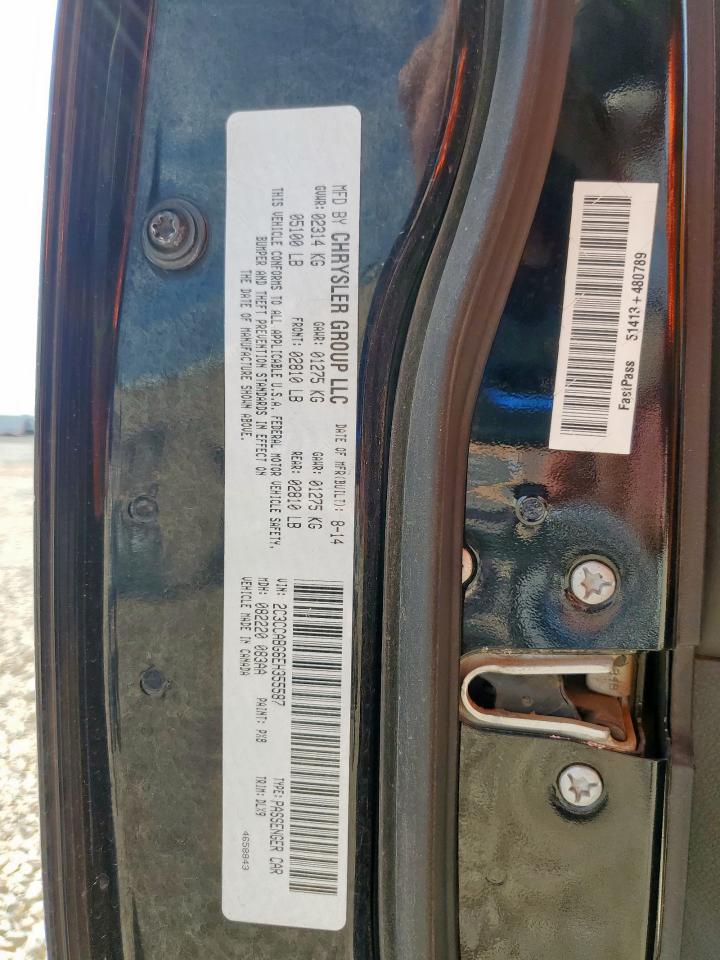 MFD BY CHRYSLER GROUP LLC DATE OF MFR(BUILT): 8-14
GVWR: 02314 KG GAWR: 01275 KG GAWR: 01275 KG
05100 LB FRONT: 02810 LB REAR: 02810 LB
THIS VEHICLE CONFORMS TO ALL APPLICABLE U.S.A. FEDERAL MOTOR VEHICLE SAFETY,
BUMPER AND THEFT PREVENTION STANDARDS IN EFFECT ON
THE DATE OF MANUFACTURE SHOWN ABOVE.
VIN: 2C3CCABG6EH355587 TYPE: PASSENGER CAR
MDH: 082220 083AA PAINT: PX8 TRIM: DLX9
VEHICLE MADE IN CANADA
4658843
FastPass 51413 + 480789